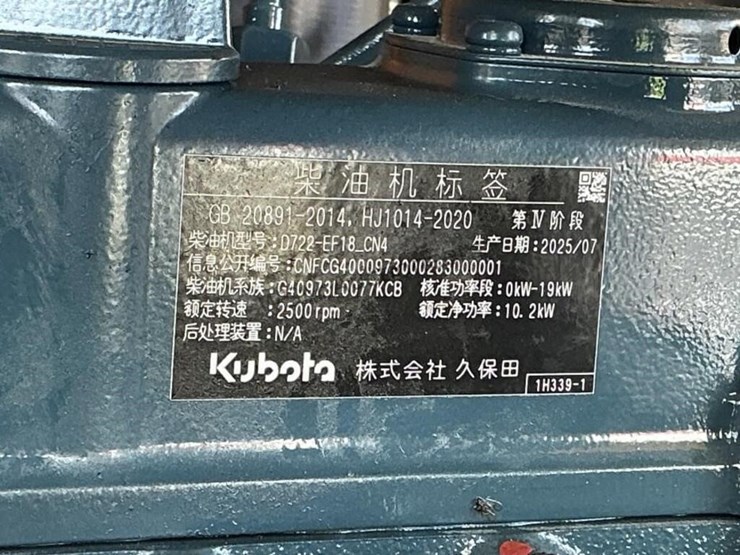 柴油机标签
GB 20891-2014, HJ1014-2020 第Ⅳ阶段
柴油机型号:D722-EF18_CN4 生产日期:2025/07
信息公开编号:CNFCG4000973000283000001
柴油机系族:G40973L0077KCB 核准功率段:0kW-19kW
额定转速 :2500rpm 额定净功率:10.2kW
后处理装置:N/A
Kubota 株式会社 久保田
1H339-1